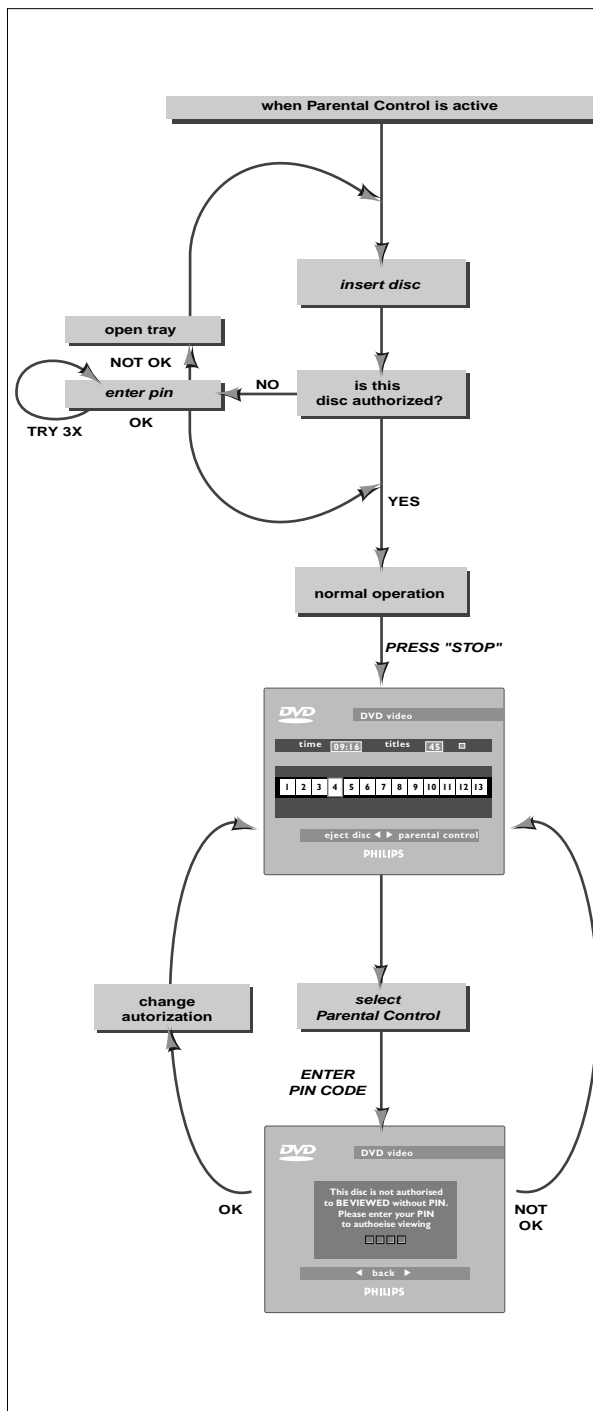 when Parental Control is active
insert disc
open tray
NOT OK
enter pin
NO
is this
disc authorized?
OK
TRY 3X
YES
normal operation
PRESS "STOP"
DVD
DVD video
time 09:16 titles 45
1 2 3 4 5 6 7 8 9 10 11 12 13
eject disc parental control
PHILIPS
change
autorization
select
Parental Control
ENTER
PIN CODE
DVD
DVD video
This disc is not authorised
to BEVIEWED without PIN.
Please enter your PIN
to authoeise viewing
OK
NOT
OK
back
PHILIPS